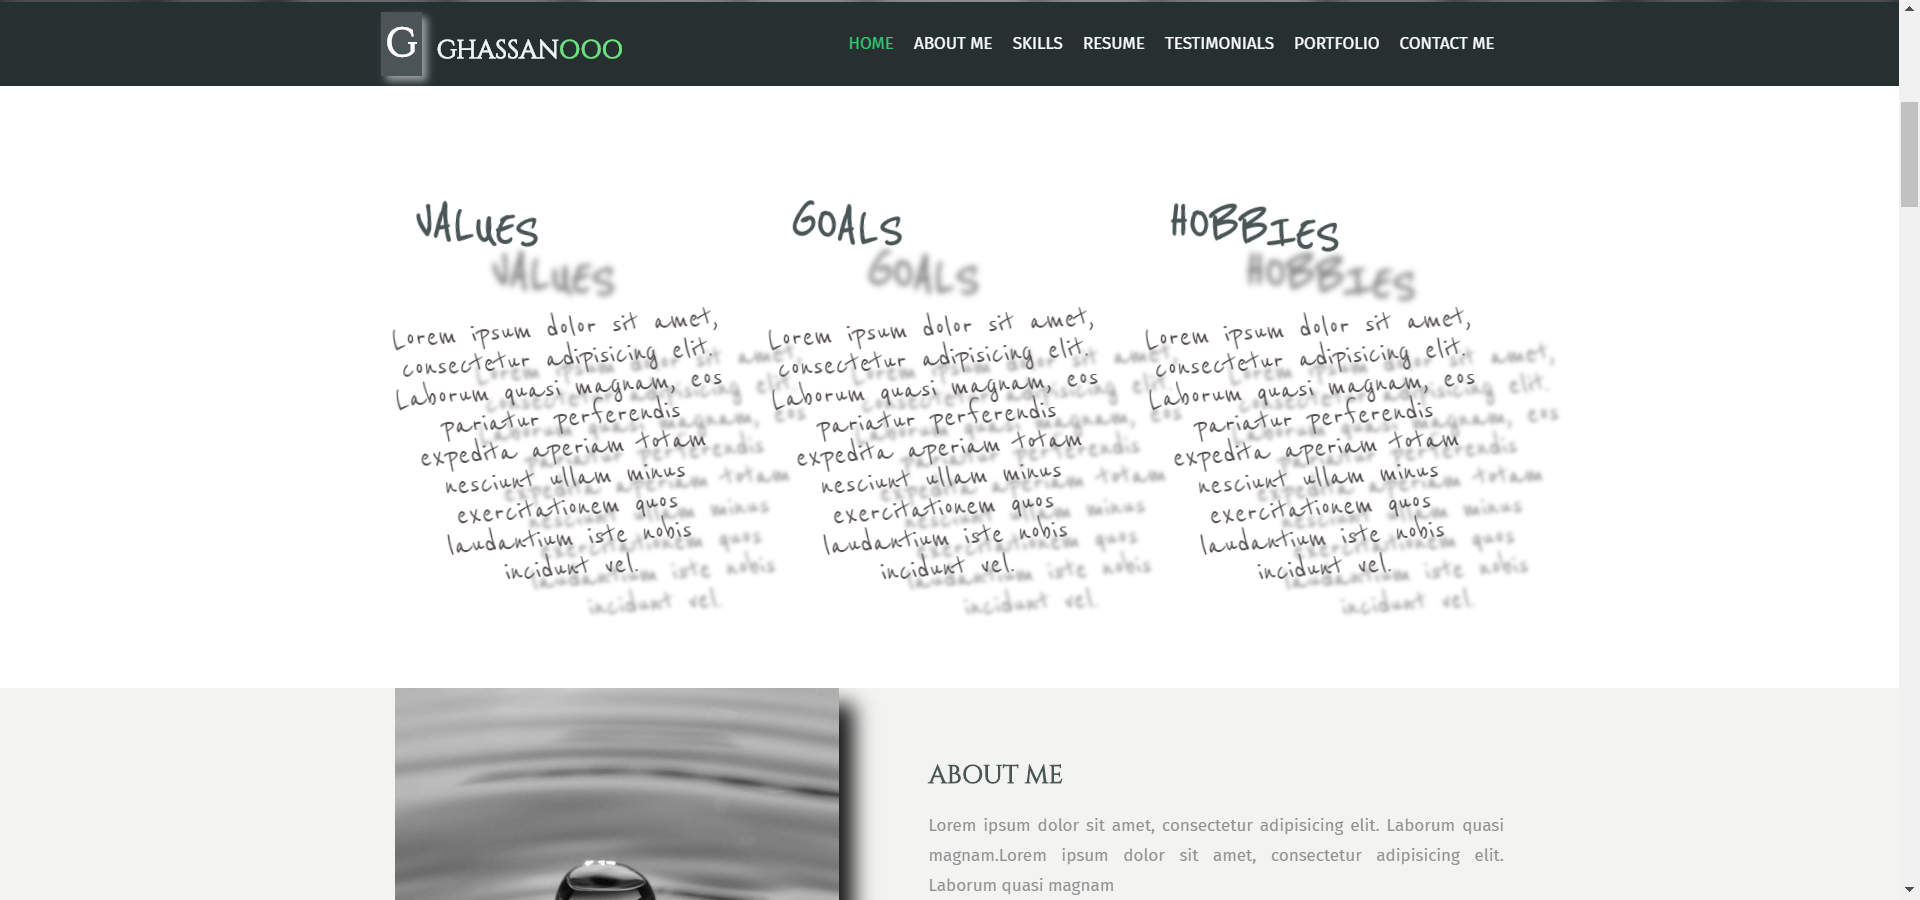 G GHASSANOOO HOME ABOUT ME SKILLS RESUME TESTIMONIALS PORTFOLIO CONTACT ME
VALUES
Lorem ipsum dolor sit amet,
consectetur adipisicing elit.
Laborum quasi magnam, eos
pariatur perferendis
expedita aperiam totam
nesciunt ullam minus
exercitationem quos
laudantium iste nobis
incidunt vel.
GOALS
Lorem ipsum dolor sit amet,
consectetur adipisicing elit.
Laborum quasi magnam, eos
pariatur perferendis
expedita aperiam totam
nesciunt ullam minus
exercitationem quos
laudantium iste nobis
incidunt vel.
HOBBIES
Lorem ipsum dolor sit amet,
consectetur adipisicing elit.
Laborum quasi magnam, eos
pariatur perferendis
expedita aperiam totam
nesciunt ullam minus
exercitationem quos
laudantium iste nobis
incidunt vel.
ABOUT ME
Lorem ipsum dolor sit amet, consectetur adipisicing elit. Laborum quasi
magnam.Lorem ipsum dolor sit amet, consectetur adipisicing elit.
Laborum quasi magnam